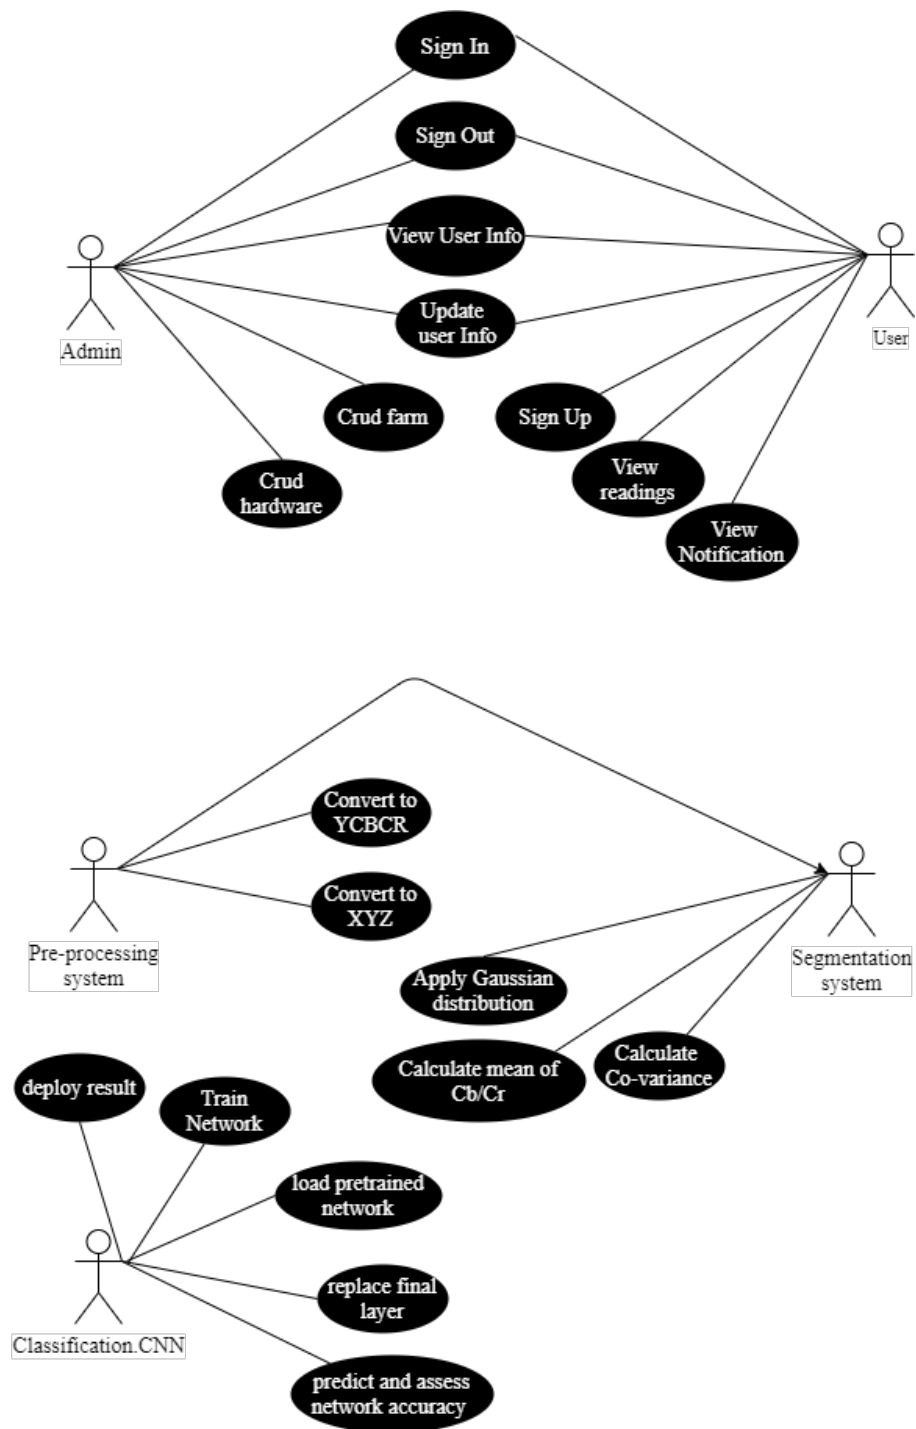 Sign In
Sign Out
View User Info
Update
user Info
Admin
User
Crud farm
Sign Up
Crud
hardware
View
readings
View
Notification
Convert to
YCBCR
Convert to
XYZ
Pre-processing
system
Segmentation
system
Apply Gaussian
distribution
Calculate mean of
Cb/Cr
Calculate
Co-variance
deploy result
Train
Network
load pretrained
network
replace final
layer
Classification.CNN
predict and assess
network accuracy